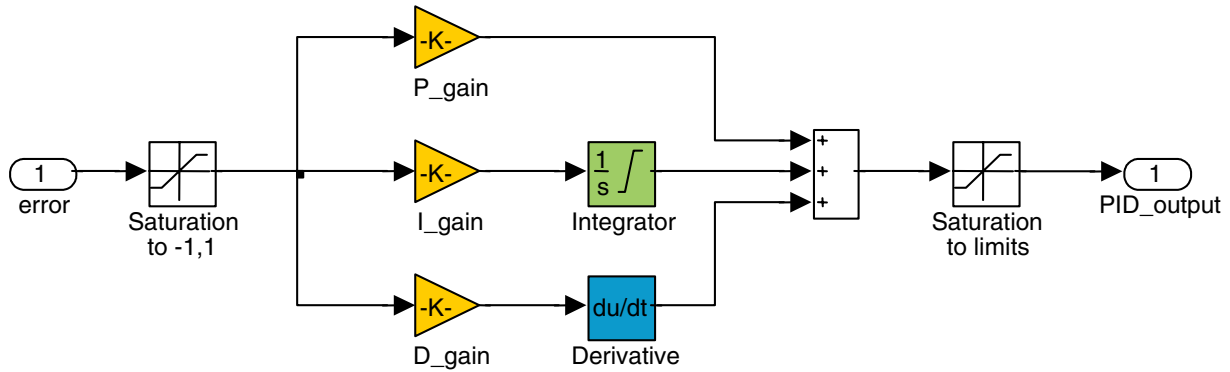 -K-
P_gain
1
error
Saturation
to -1,1
-K-
I_gain
1
s
Integrator
+
+
+
Saturation
to limits
1
PID_output
-K-
D_gain
du/dt
Derivative